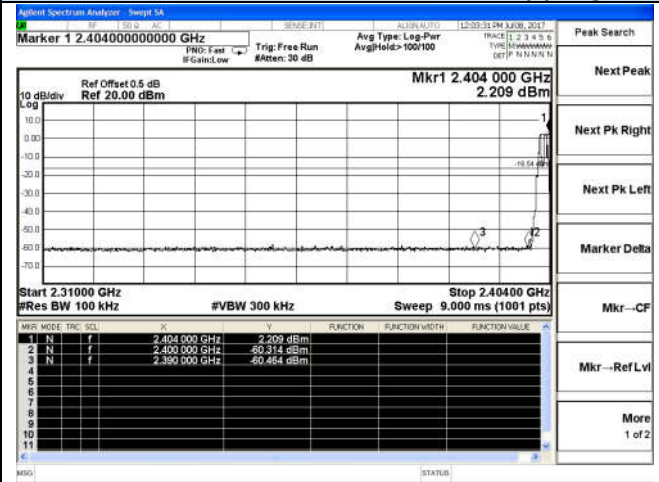 Agilent Spectrum Analyzer - Swept SA
RF 50 Ω AC SENSE:INT ALIGN AUTO 12:03:31 PM Jul 08, 2017
Marker 1 2.404000000000 GHz
PNO: Fast
IFGain:Low
Trig: Free Run
#Atten: 30 dB
Avg Type: Log-Pwr
Avg|Hold:>100/100
TRACE 1 2 3 4 5 6
TYPE MWWWWW
DET P N N N N N
Peak Search
Ref Offset 0.5 dB
Ref 20.00 dBm
10 dB/div
Log
Mkr1 2.404 000 GHz
2.209 dBm
10.0
0.00
-10.0
-20.0
-30.0
-40.0
-50.0
-60.0
-70.0
1
3
2
Start 2.31000 GHz
Stop 2.40400 GHz
#Res BW 100 kHz
#VBW 300 kHz
Sweep 9.000 ms (1001 pts)
MKR MODE TRC SCL X Y FUNCTION FUNCTION WIDTH FUNCTION VALUE
1 N f 2.404 000 GHz 2.209 dBm
2 N f 2.400 000 GHz -60.314 dBm
3 N f 2.390 000 GHz -60.464 dBm
4
5
6
7
8
9
10
11
Next Peak
Next Pk Right
Next Pk Left
Marker Delta
Mkr→CF
Mkr→Ref Lvl
More
1 of 2
MSG
STATUS